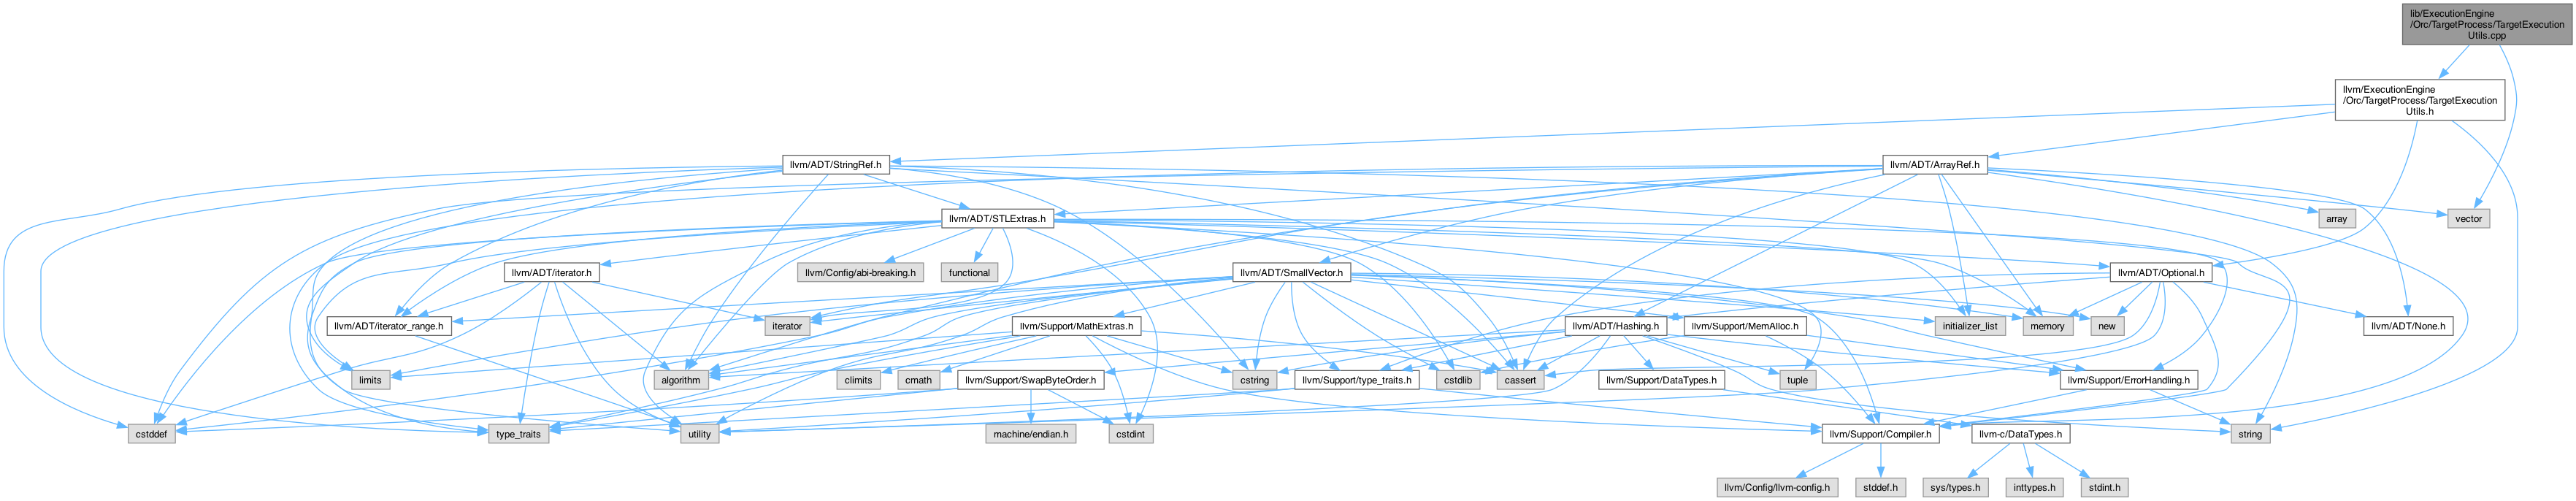 lib/ExecutionEngine
/Orc/TargetProcess/TargetExecution
Utils.cpp
llvm/ExecutionEngine
/Orc/TargetProcess/TargetExecution
Utils.h
llvm/ADT/StringRef.h
llvm/ADT/ArrayRef.h
llvm/ADT/STLExtras.h
array
vector
llvm/ADT/iterator.h
llvm/Config/abi-breaking.h
functional
llvm/ADT/SmallVector.h
llvm/ADT/Optional.h
llvm/ADT/iterator_range.h
iterator
llvm/Support/MathExtras.h
llvm/ADT/Hashing.h
llvm/Support/MemAlloc.h
initializer_list
memory
new
llvm/ADT/None.h
limits
algorithm
climits
cmath
llvm/Support/SwapByteOrder.h
cstring
llvm/Support/type_traits.h
cstdlib
cassert
llvm/Support/DataTypes.h
tuple
llvm/Support/ErrorHandling.h
cstddef
type_traits
utility
machine/endian.h
cstdint
llvm/Support/Compiler.h
llvm-c/DataTypes.h
string
llvm/Config/llvm-config.h
stddef.h
sys/types.h
inttypes.h
stdint.h